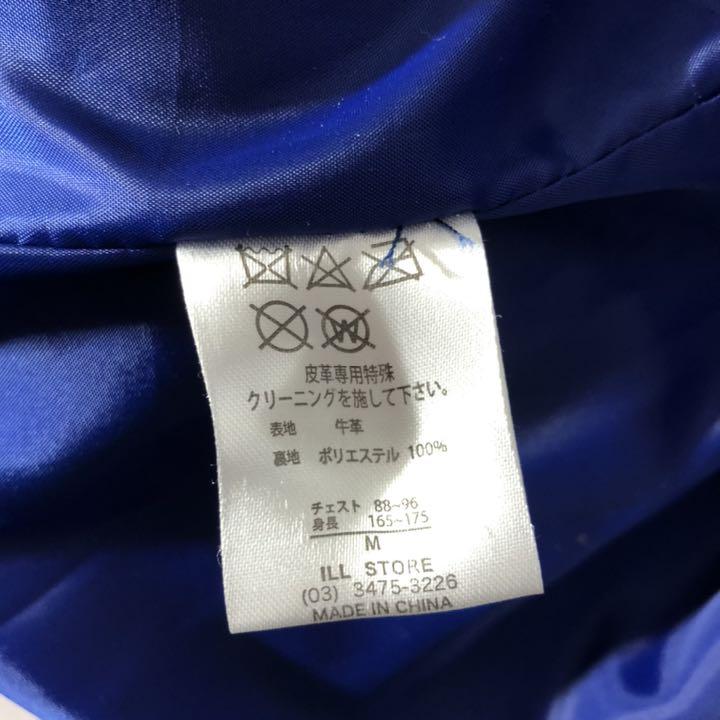 皮革専用特殊
クリーニングを施して下さい。
表地 牛革
裏地 ポリエステル 100%
チェスト 88~96
身長 165~175
M
ILL STORE
(03) 3475-3226
MADE IN CHINA